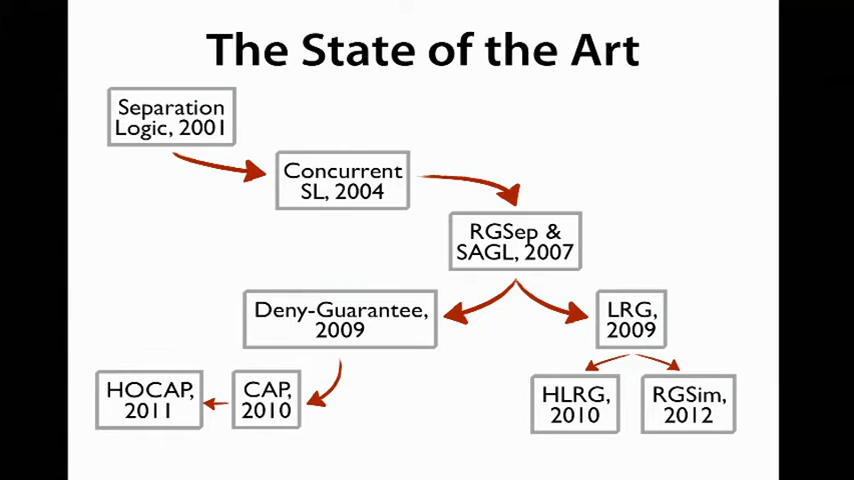 The State of the Art
Separation
Logic, 2001
Concurrent
SL, 2004
RGSep &
SAGL, 2007
Deny-Guarantee,
2009
LRG,
2009
HOCAP,
2011
CAP,
2010
HLRG,
2010
RGSim,
2012